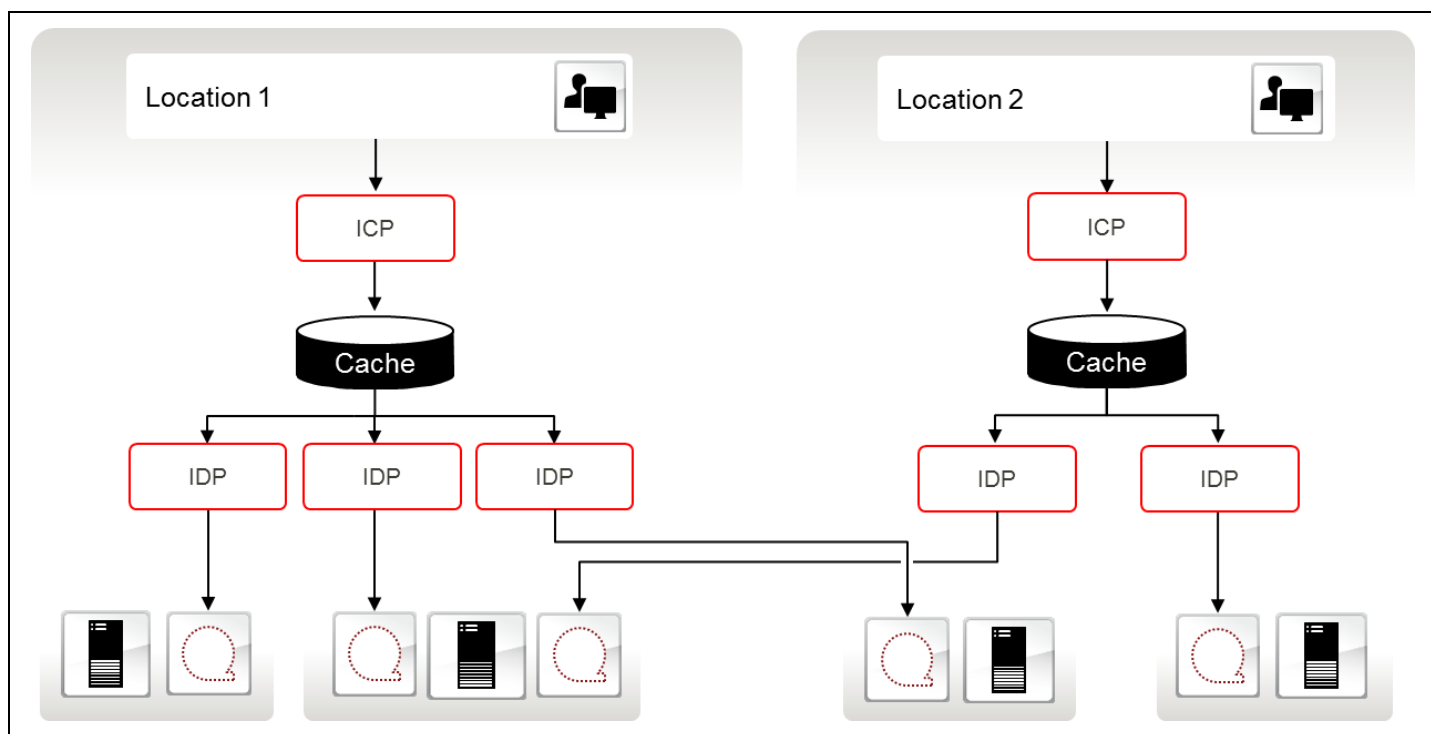 Location 1
Location 2
ICP
ICP
Cache
Cache
IDP
IDP
IDP
IDP
IDP